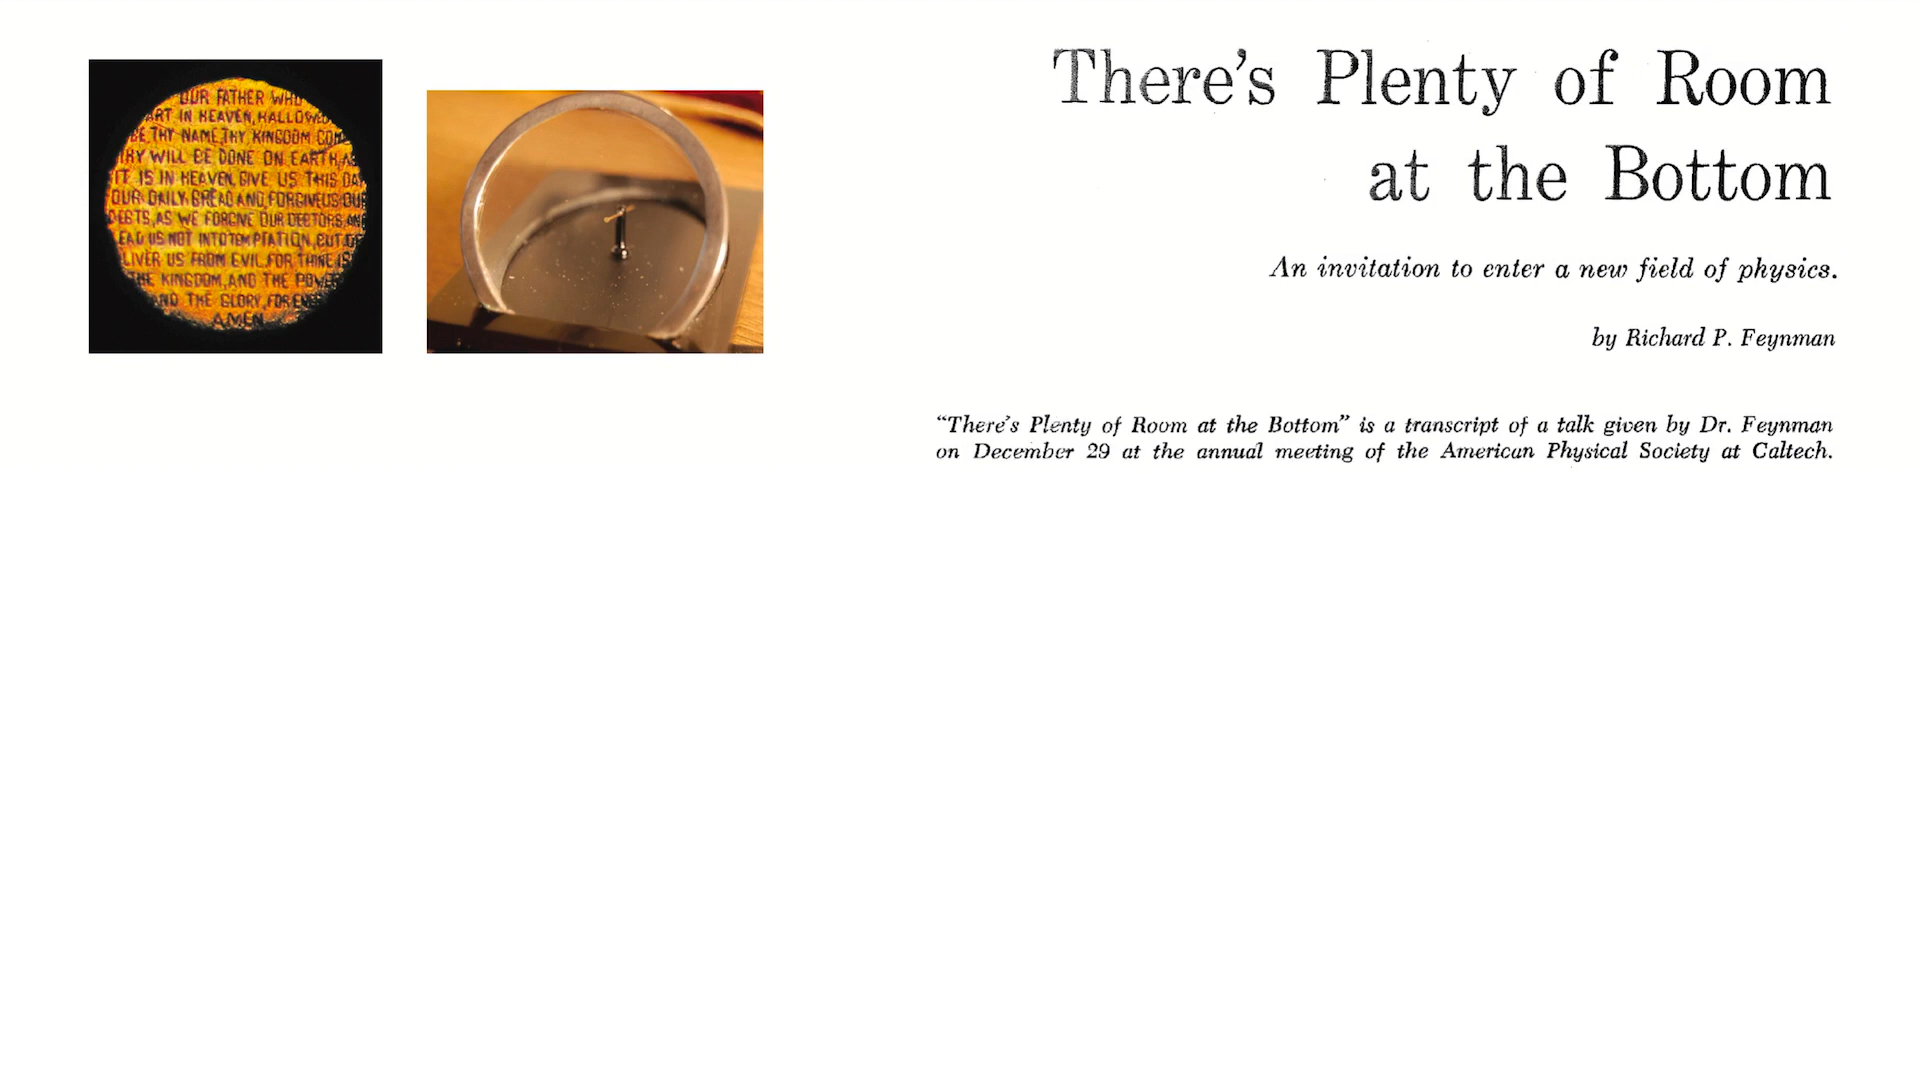 OUR FATHER WHO
ART IN HEAVEN, HALLOWED
BE THY NAME, THY KINGDOM COME
THY WILL BE DONE ON EARTH, AS
IT IS IN HEAVEN, GIVE US THIS DAY
OUR DAILY BREAD AND, FORGIVE US OUR
DEBTS, AS WE FORGIVE OUR DEBTORS AND
LEAD US NOT INTO TEMPTATION, BUT DE
LIVER US FROM EVIL, FOR THINE IS
THE KINGDOM, AND THE POWER
AND THE GLORY, FOREVER
AMEN
There's Plenty of Room
at the Bottom
An invitation to enter a new field of physics.
by Richard P. Feynman
“There's Plenty of Room at the Bottom” is a transcript of a talk given by Dr. Feynman
on December 29 at the annual meeting of the American Physical Society at Caltech.